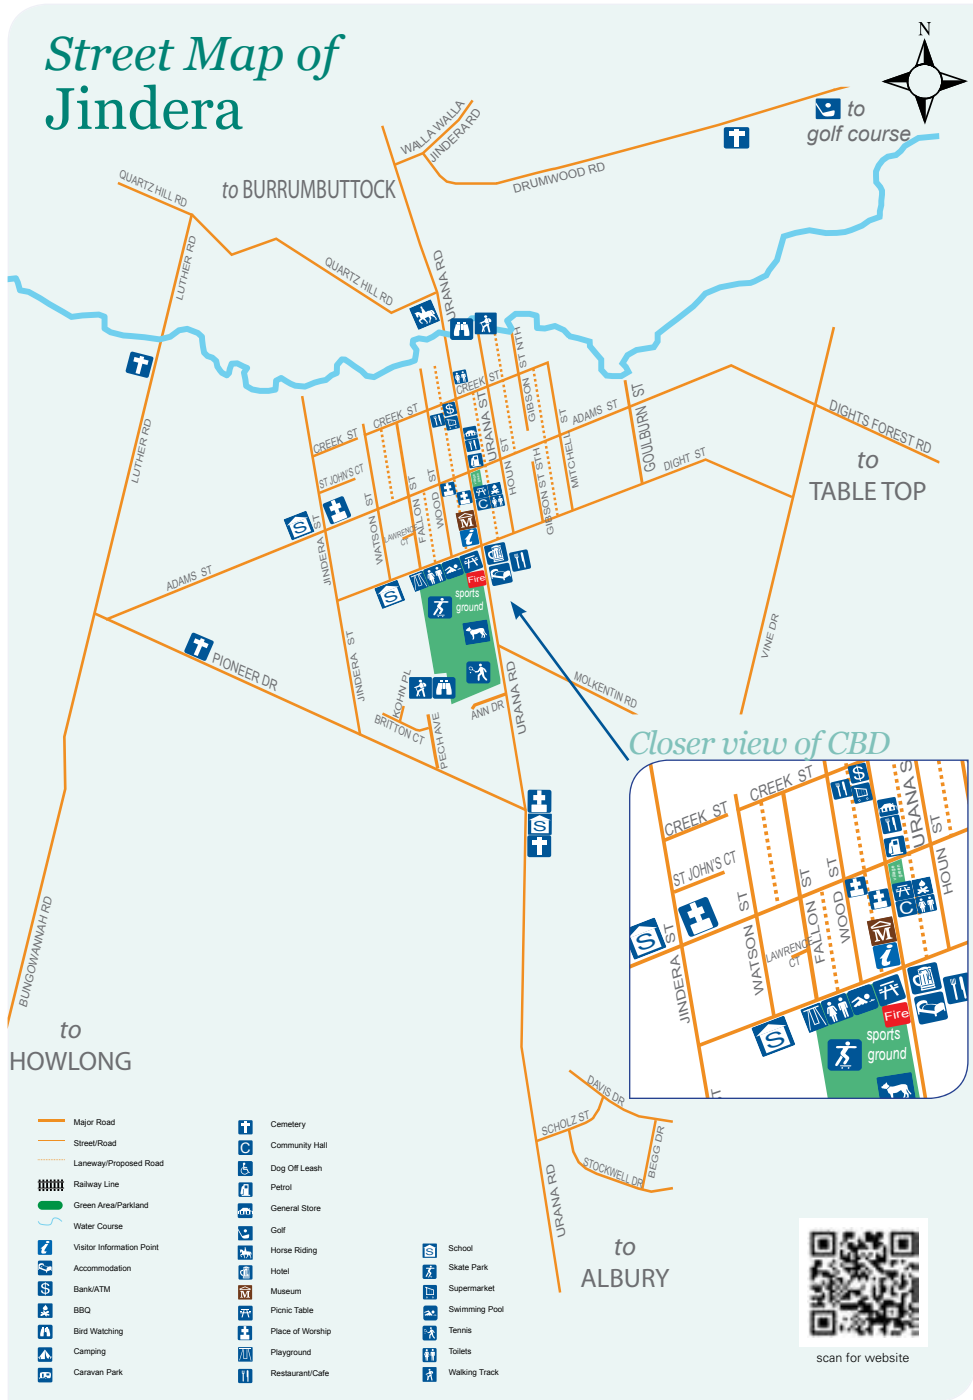 Street Map of
Jindera
N
to
golf course
WALLA WALLA
JINDERA RD
DRUMWOOD RD
QUARTZ HILL RD
to BURRUMBUTTOCK
LUTHER RD
QUARTZ HILL RD
URANA RD
GIBSON ST NTH
CREEK ST
CREEK ST
CREEK ST
URANA ST
ADAMS ST
GOULBURN ST
DIGHTS FOREST RD
to
TABLE TOP
LUTHER RD
ST JOHN'S CT
HOUN ST
MITCHELL ST
DIGHT ST
GIBSON ST STH
WATSON ST
FALLON ST
WOOD ST
LAWRENCE
CT
S
C
M
i
JINDERA ST
ADAMS ST
Fire
S
sports
ground
PIONEER DR
JINDERA ST
KOHN PL
BRITTON CT
PECH AVE
ANN DR
URANA RD
MOLKENTIN RD
VINE DR
Closer view of CBD
S
BUNGOWANNAH RD
to
HOWLONG
CREEK ST
CREEK ST
$
URANA S
HOUN ST
ST JOHN'S CT
WATSON ST
FALLON ST
WOOD ST
C
M
i
LAWRENCE
CT
S
JINDERA ST
Fire
S
sports
ground
DAVIS DR
SCHOLZ ST
BEGG DR
STOCKWELL DR
URANA RD
to
ALBURY
Major Road
Street/Road
Laneway/Proposed Road
Railway Line
Green Area/Parkland
Water Course
Visitor Information Point
Accommodation
Bank/ATM
BBQ
Bird Watching
Camping
Caravan Park
Cemetery
Community Hall
Dog Off Leash
Petrol
General Store
Golf
Horse Riding
Hotel
Museum
Picnic Table
Place of Worship
Playground
Restaurant/Cafe
School
Skate Park
Supermarket
Swimming Pool
Tennis
Toilets
Walking Track
scan for website